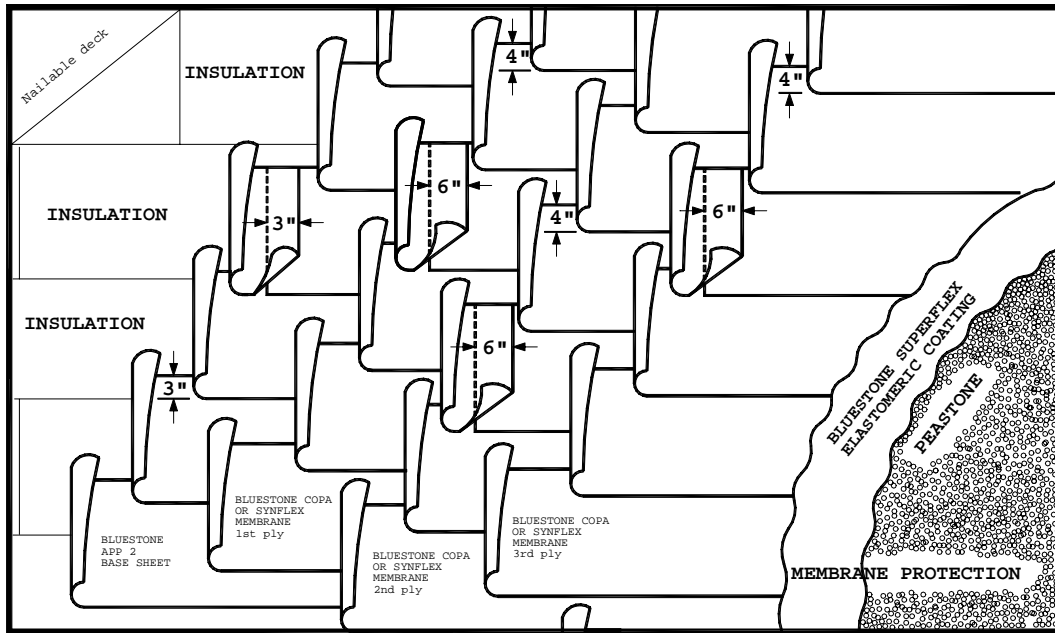 Nailable deck
INSULATION
4"
4"
INSULATION
3"
6"
4"
6"
INSULATION
6"
3"
BLUESTONE SUPERFLEX
ELASTOMERIC COATING
PEASTONE
BLUESTONE
APP 2
BASE SHEET
BLUESTONE COPA
OR SYNFLEX
MEMBRANE
1st ply
BLUESTONE COPA
OR SYNFLEX
MEMBRANE
2nd ply
BLUESTONE COPA
OR SYNFLEX
MEMBRANE
3rd ply
MEMBRANE PROTECTION